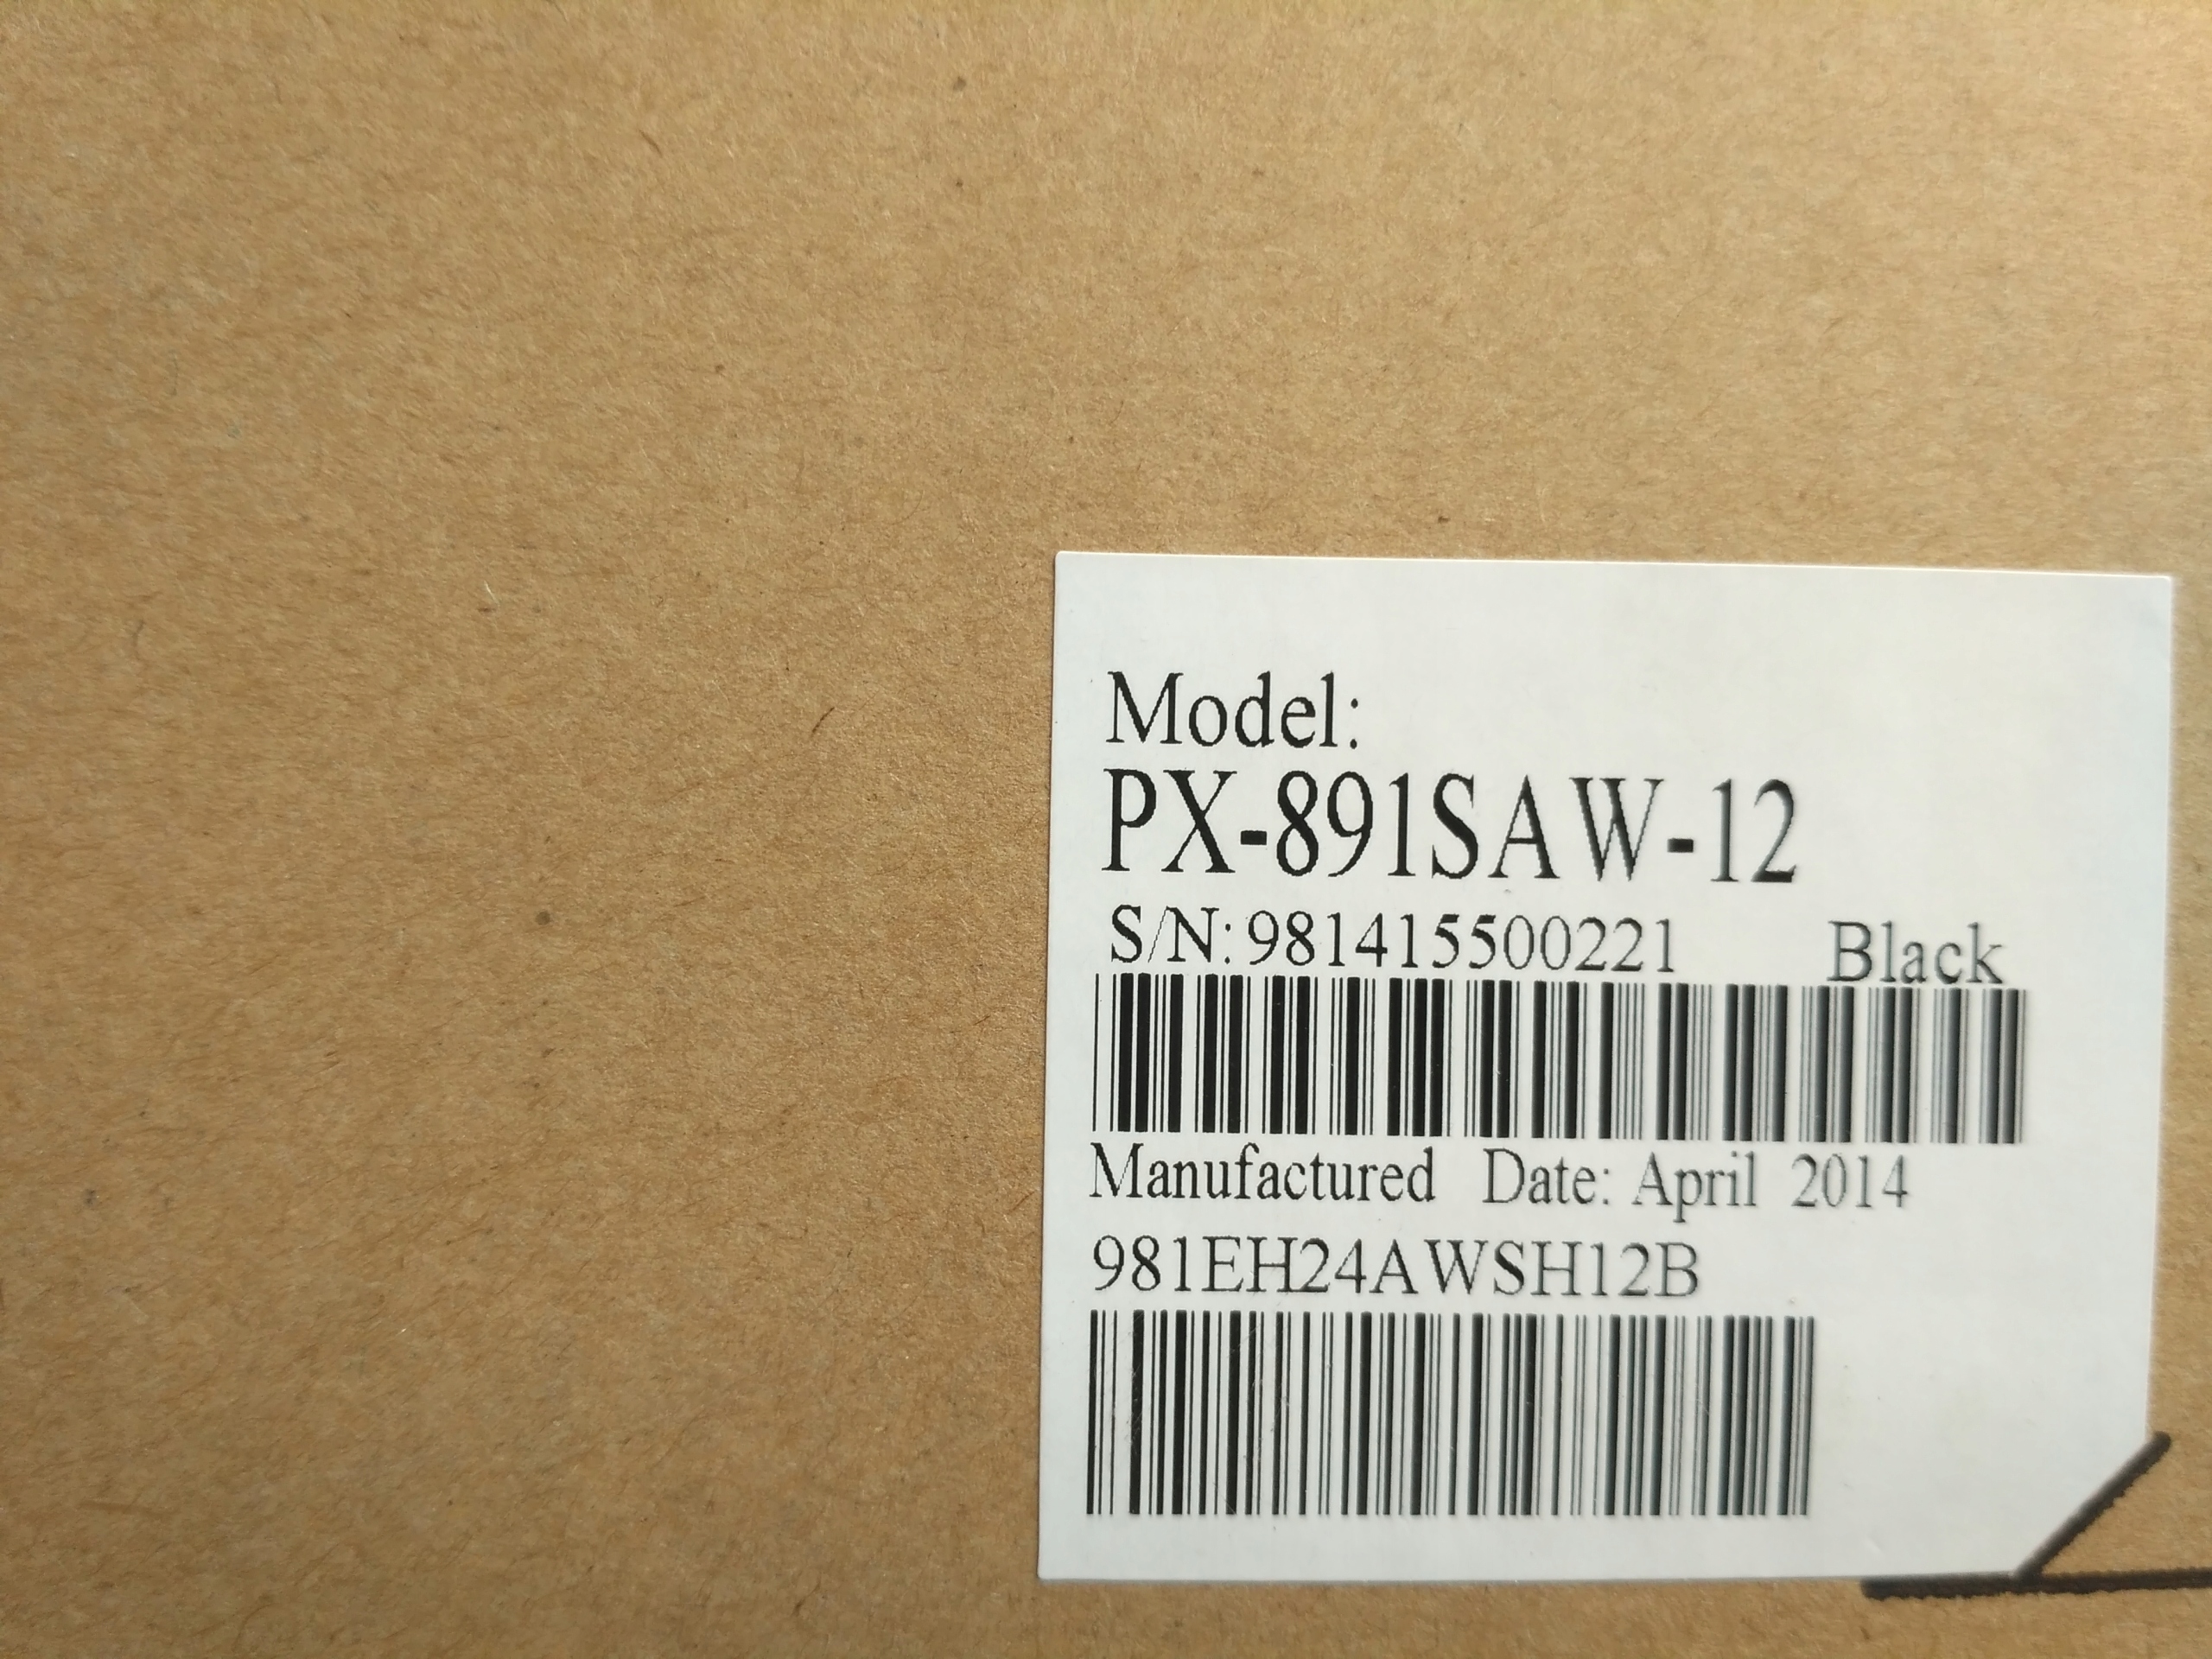 Model:
PX-891SAW-12
S/N: 981415500221 Black
Manufactured Date: April 2014
981EH24AWSH12B